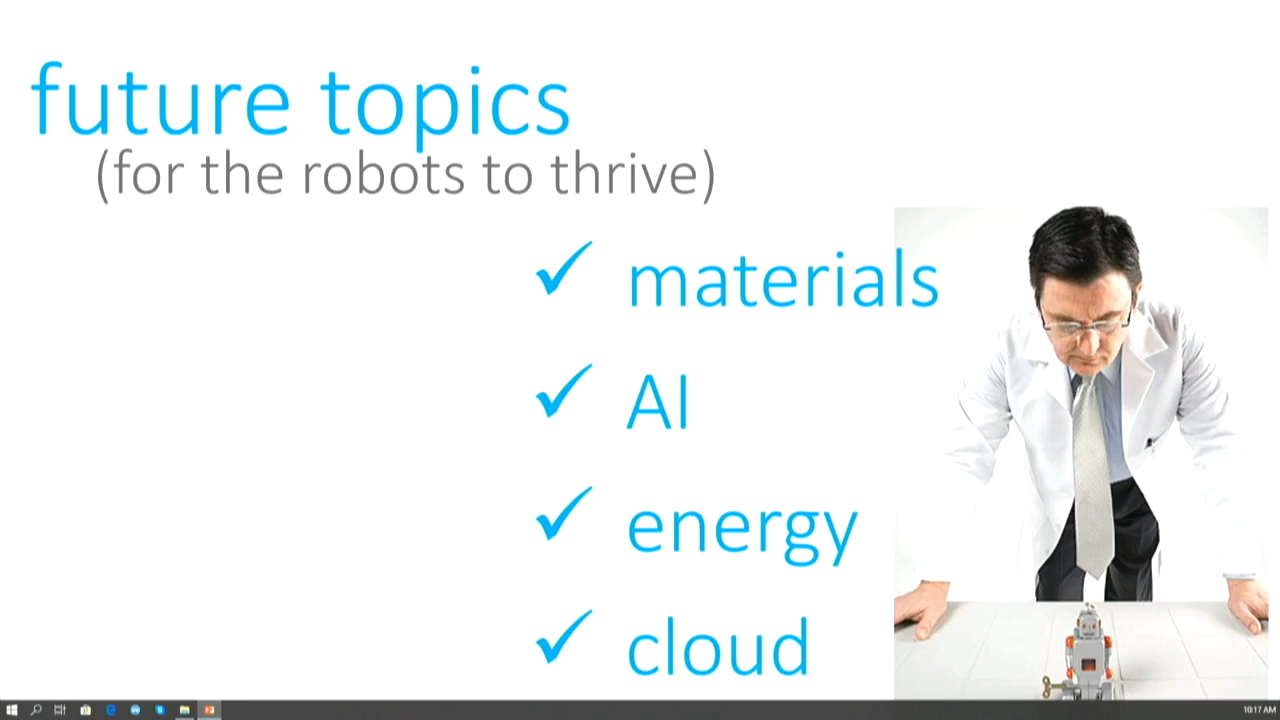 future topics
(for the robots to thrive)
✓ materials
✓ AI
✓ energy
✓ cloud
10:17 AM